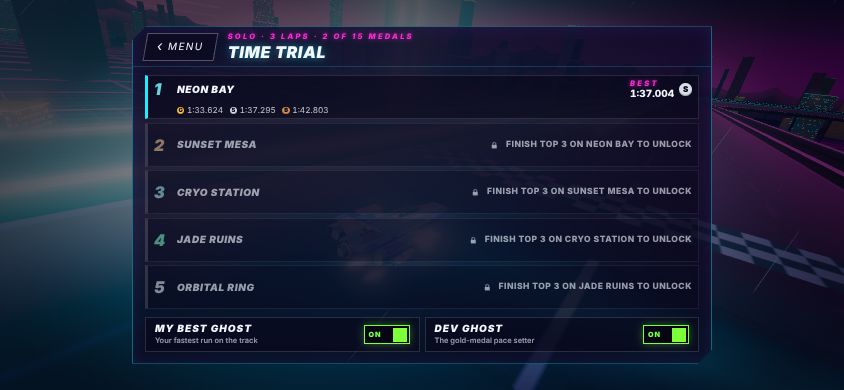 ‹ MENU
SOLO · 3 LAPS · 2 OF 15 MEDALS
TIME TRIAL
1 NEON BAY
BEST
1:37.004 S
G 1:33.624 S 1:37.295 B 1:42.803
2 SUNSET MESA FINISH TOP 3 ON NEON BAY TO UNLOCK
3 CRYO STATION FINISH TOP 3 ON SUNSET MESA TO UNLOCK
4 JADE RUINS FINISH TOP 3 ON CRYO STATION TO UNLOCK
5 ORBITAL RING FINISH TOP 3 ON JADE RUINS TO UNLOCK
MY BEST GHOST
Your fastest run on the track
ON
DEV GHOST
The gold-medal pace setter
ON